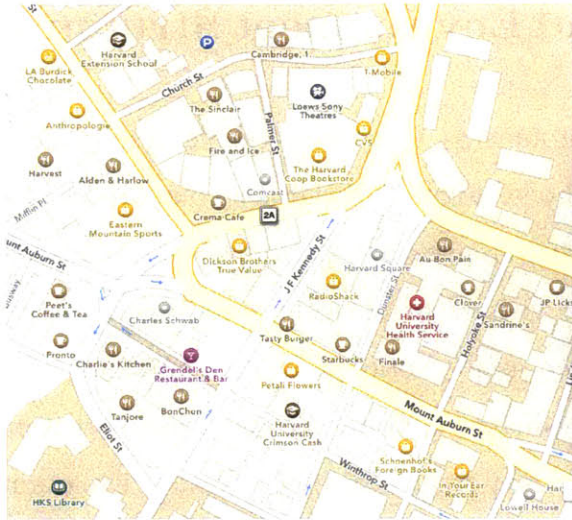 St
Harvard
Extension School
P
Cambridge, 1
T-Mobile
LA Burdick
Chocolate
Church St
The Sinclair
Loews Sony
Theatres
Anthropologie
Palmer St
CVS
Fire and Ice
Harvest
Alden & Harlow
The Harvard
Coop Bookstore
Comcast
Mifflin Pl
Eastern
Mountain Sports
Crema Cafe
2A
Mount Auburn St
Dickson Brothers
True Value
J F Kennedy St
Harvard Square
Au Bon Pain
Peet's
Coffee & Tea
RadioShack
Dunster St
Clover
JP Licks
Charles Schwab
Harvard
University
Health Service
Holyoke St
Sandrine's
Pronto
Charlie's Kitchen
Tasty Burger
Starbucks
Finale
Grendel's Den
Restaurant & Bar
Petali Flowers
Tanjore
BonChon
Harvard
University
Crimson Cash
Mount Auburn St
Eliot St
Schoenhof's
Foreign Books
Winthrop St
In Your Ear
Records
HKS Library
Lowell House
Har